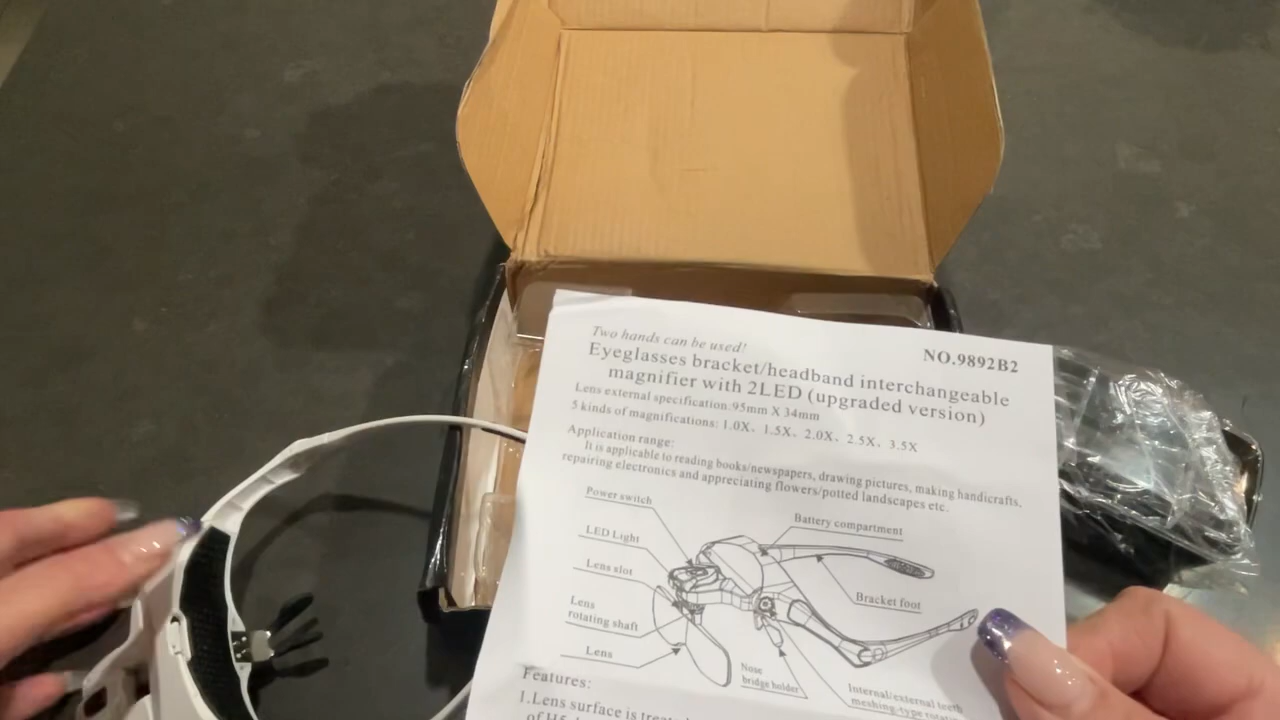 Two hands can be used!
NO.9892B2
Eyeglasses bracket/headband interchangeable
magnifier with 2LED (upgraded version)
Lens external specification:95mm X 34mm
5 kinds of magnifications: 1.0X、1.5X、2.0X、2.5X、3.5X
Application range:
It is applicable to reading books/newspapers, drawing pictures, making handicrafts,
repairing electronics and appreciating flowers/potted landscapes etc.
Power switch
Battery compartment
LED Light
Lens slot
Bracket foot
Lens
rotating shaft
Lens
Nose
bridge holder
Internal/external teeth
meshing-type
Features:
1.Lens surface is
of